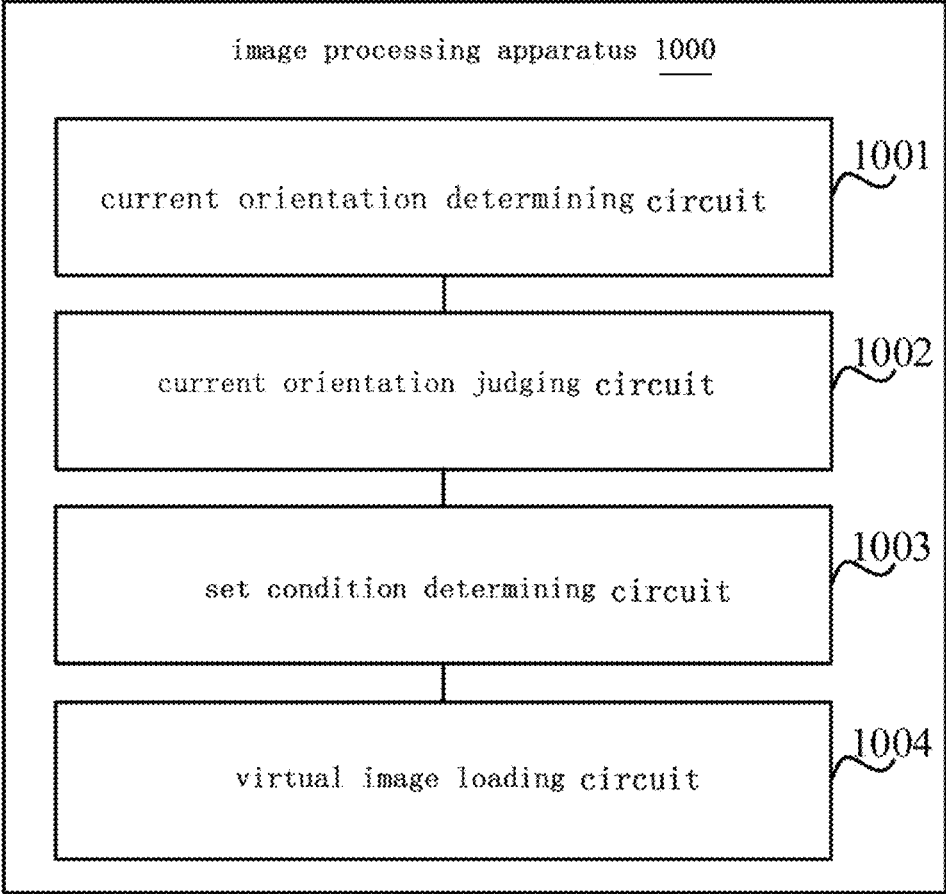 image processing apparatus 1000
1001
current orientation determining circuit
1002
current orientation judging circuit
1003
set condition determining circuit
1004
virtual image loading circuit